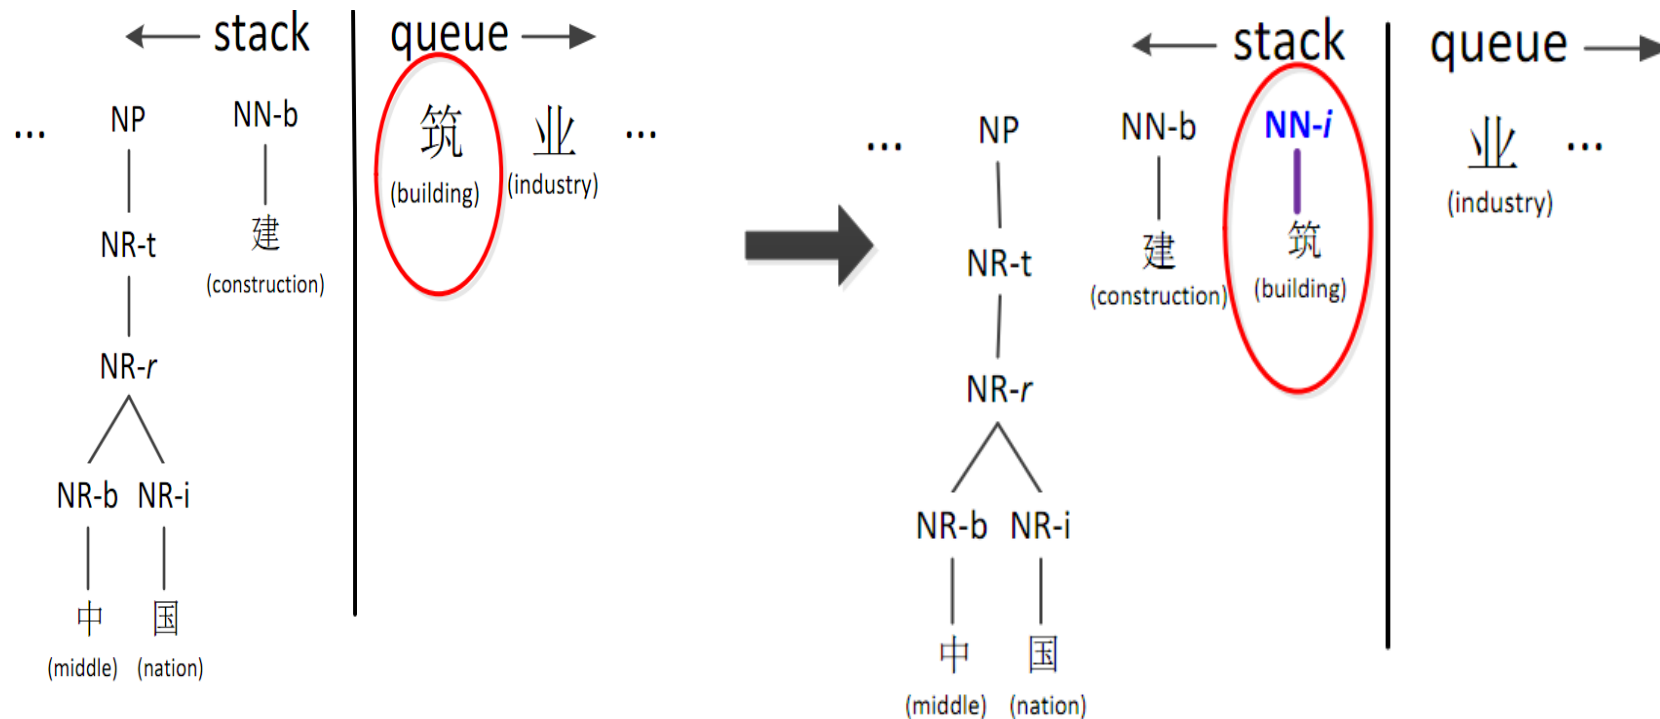 stack queue
... NP NN-b 筑 业 ...
(building) (industry)
NR-t 建
(construction)
NR-r
NR-b NR-i
中 国
(middle) (nation)
stack queue
... NP NN-b NN-i 业 ...
(industry)
NR-t 建 筑
(construction) (building)
NR-r
NR-b NR-i
中 国
(middle) (nation)